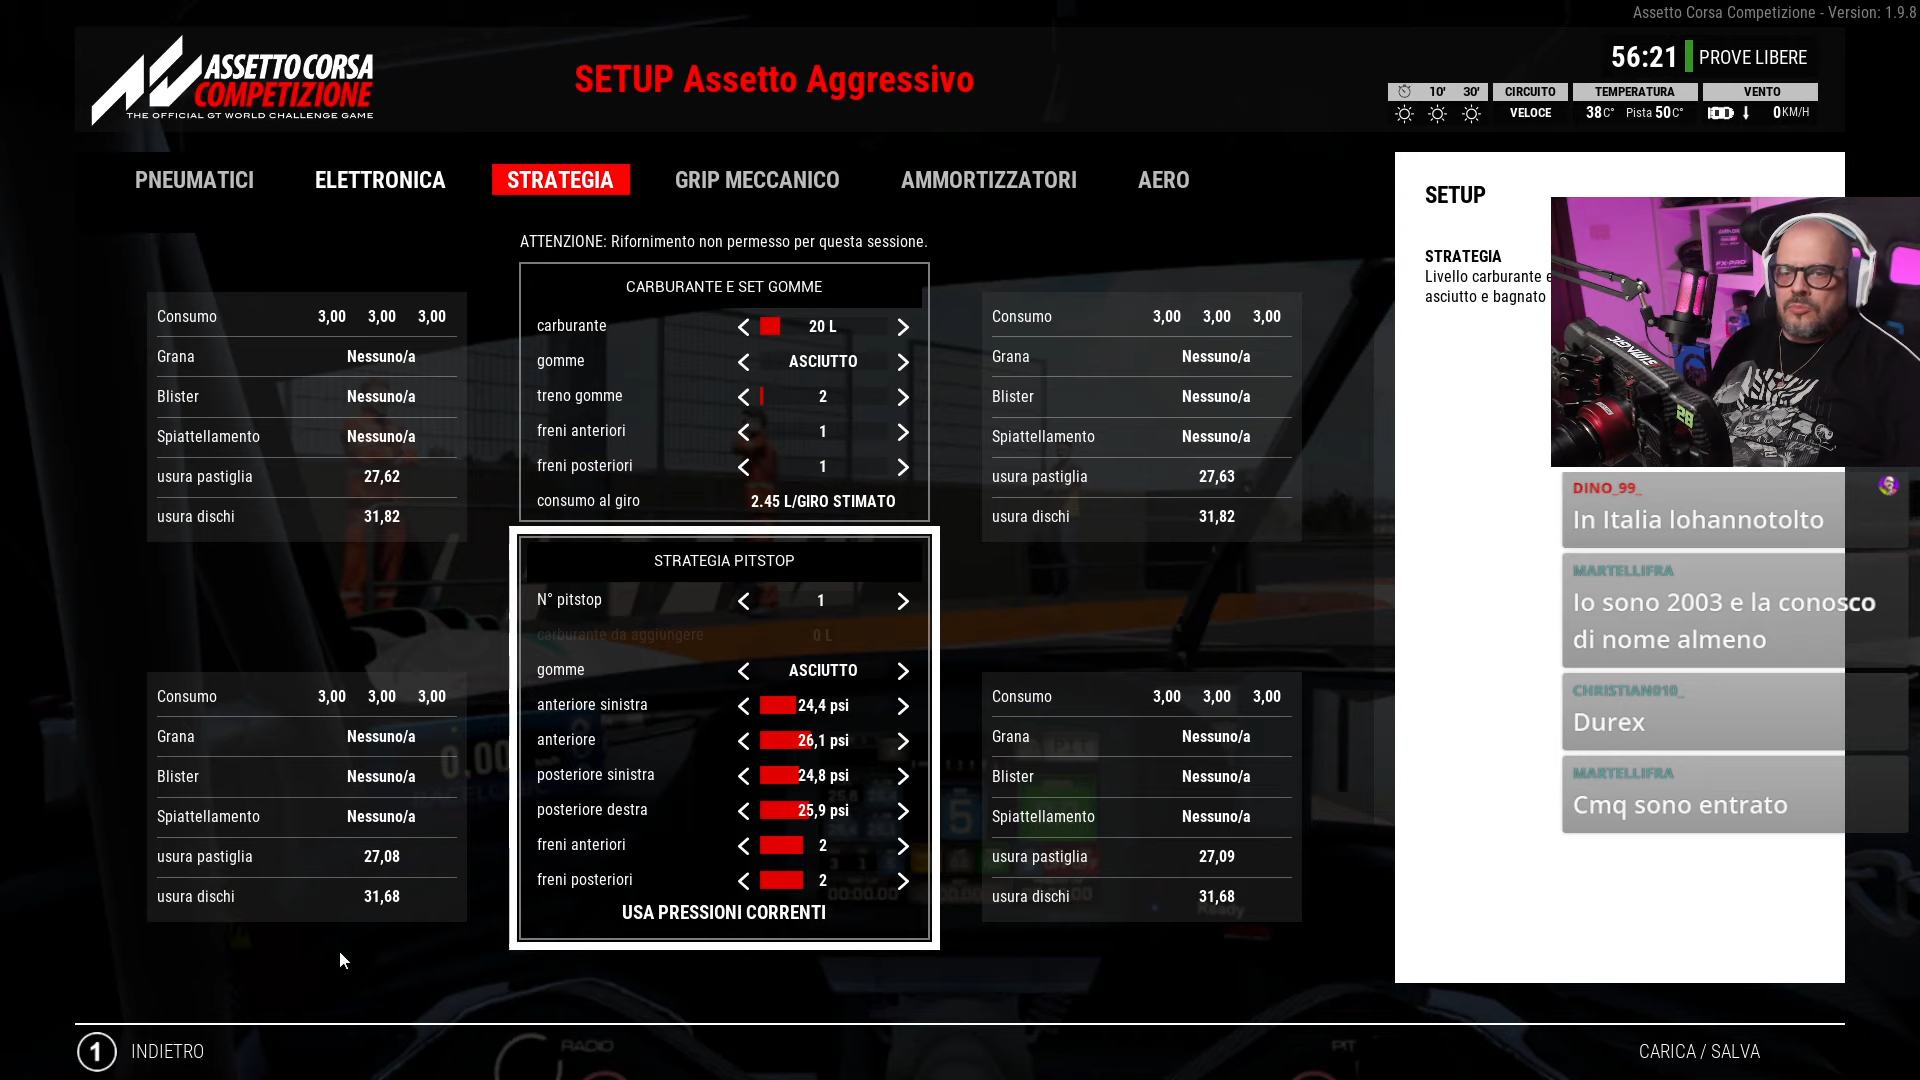 Assetto Corsa Competizione - Version: 1.9.8
ASSETTO CORSA
COMPETIZIONE
THE OFFICIAL GT WORLD CHALLENGE GAME
SETUP Assetto Aggressivo
56:21 PROVE LIBERE
10' 30' CIRCUITO TEMPERATURA VENTO
VELOCE 38C° Pista 50C° 0KM/H
PNEUMATICI ELETTRONICA STRATEGIA GRIP MECCANICO AMMORTIZZATORI AERO
ATTENZIONE: Rifornimento non permesso per questa sessione.
Consumo 3,00 3,00 3,00
Grana Nessuno/a
Blister Nessuno/a
Spiattellamento Nessuno/a
usura pastiglia 27,62
usura dischi 31,82
CARBURANTE E SET GOMME
carburante 20 L
gomme ASCIUTTO
treno gomme 2
freni anteriori 1
freni posteriori 1
consumo al giro 2.45 L/GIRO STIMATO
Consumo 3,00 3,00 3,00
Grana Nessuno/a
Blister Nessuno/a
Spiattellamento Nessuno/a
usura pastiglia 27,63
usura dischi 31,82
STRATEGIA PITSTOP
N° pitstop 1
carburante da aggiungere 0 L
gomme ASCIUTTO
anteriore sinistra 24,4 psi
anteriore 26,1 psi
posteriore sinistra 24,8 psi
posteriore destra 25,9 psi
freni anteriori 2
freni posteriori 2
USA PRESSIONI CORRENTI
Consumo 3,00 3,00 3,00
Grana Nessuno/a
Blister Nessuno/a
Spiattellamento Nessuno/a
usura pastiglia 27,08
usura dischi 31,68
Consumo 3,00 3,00 3,00
Grana Nessuno/a
Blister Nessuno/a
Spiattellamento Nessuno/a
usura pastiglia 27,09
usura dischi 31,68
SETUP
STRATEGIA
Livello carburante e
asciutto e bagnato
SIMAGIC
28
DINO_99_
In Italia lohannotolto
MARTELLIFRA
Io sono 2003 e la conosco
di nome almeno
CHRISTIAN010_
Durex
MARTELLIFRA
Cmq sono entrato
0.00
5
00:00.00
Ready
RADIO
PIT
1 INDIETRO
CARICA / SALVA